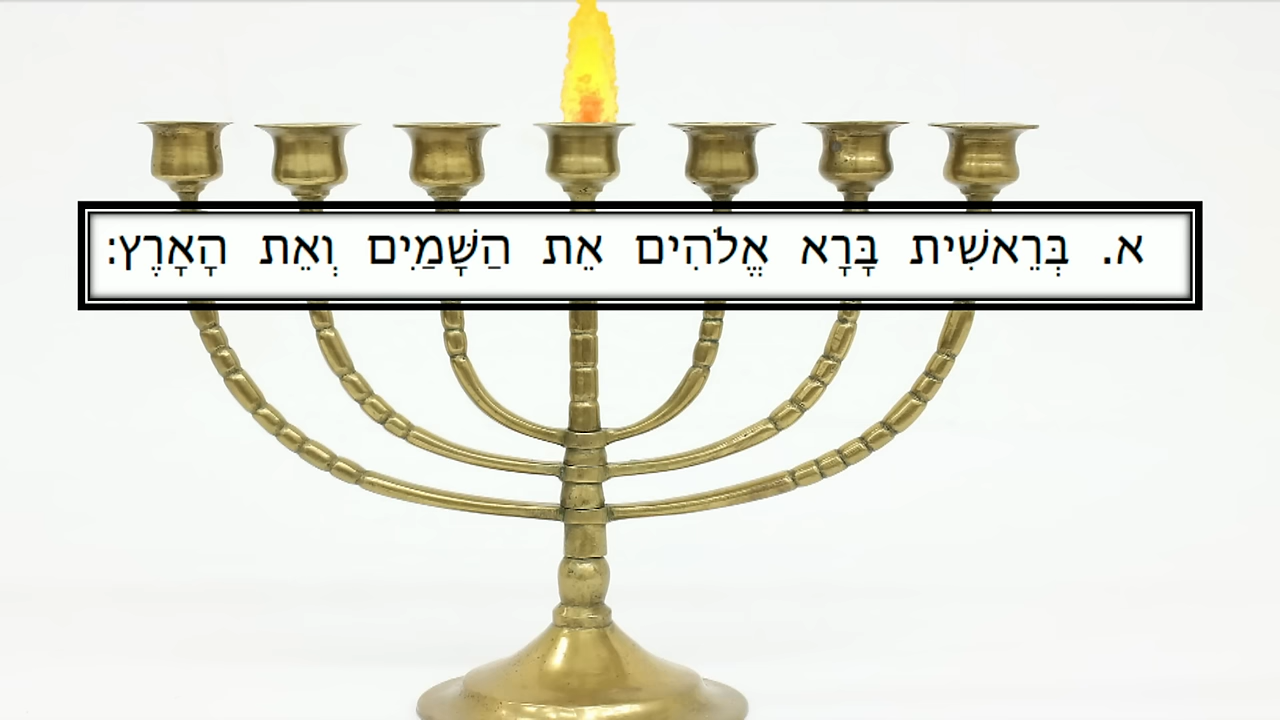 א. בְּרֵאשִׁית בָּרָא אֱלֹהִים אֵת הַשָּׁמַיִם וְאֵת הָאָרֶץ: